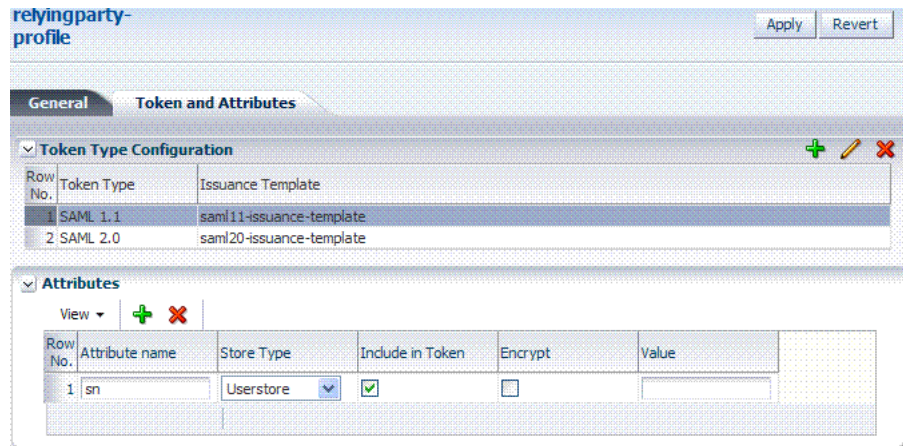 relyingparty-
profile
Apply Revert
General Token and Attributes
Token Type Configuration
Row No. Token Type Issuance Template
1 SAML 1.1 saml11-issuance-template
2 SAML 2.0 saml20-issuance-template
Attributes
View
Row No. Attribute name Store Type Include in Token Encrypt Value
1 sn Userstore